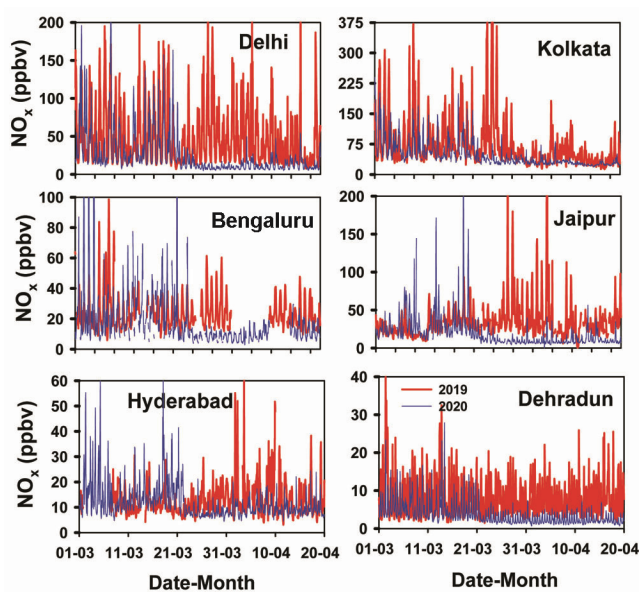 Delhi
NOx (ppbv)
200
150
100
50
0
Kolkata
375
300
225
150
75
0
Bengaluru
NOx (ppbv)
100
80
60
40
20
0
Jaipur
200
150
100
50
0
Hyderabad
NOx (ppbv)
60
50
40
30
20
10
0
01-03 11-03 21-03 31-03 10-04 20-04
Date-Month
2019
2020
Dehradun
40
30
20
10
0
01-03 11-03 21-03 31-03 10-04 20-04
Date-Month